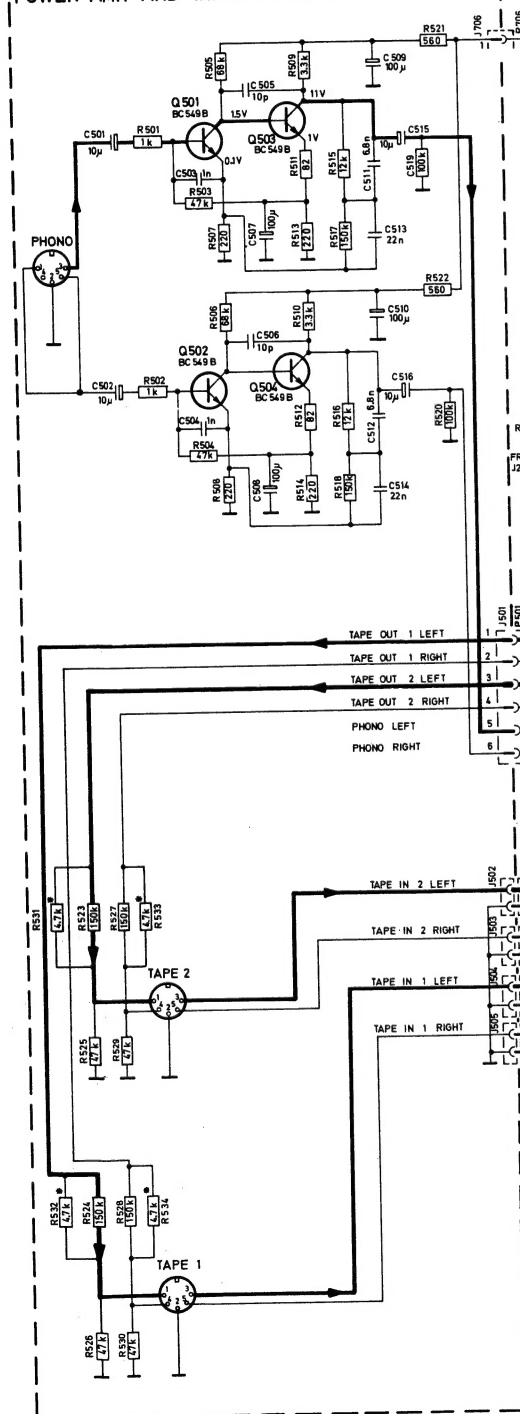 R521
560
J706
1
R505
68k
R509
3.3k
C509
100µ
C505
10p
11V
Q501
BC549B
1.5V
Q503
BC549B
C501
10µ
R501
1k
1V
0.1V
R511
82
R515
12k
6.8n
C511
10µ
C515
C519
100k
C503 1n
R503
47k
R507
220
C507
100µ
R513
220
R517
150k
C513
22n
PHONO
R522
560
R506
68k
R510
3.3k
C510
100µ
C506
10p
Q502
BC549B
Q504
BC549B
C502
10µ
R502
1k
C516
10µ
R512
82
R516
12k
6.8n
C512
R520
100k
C504 1n
R504
47k
R508
220
C508
100µ
R514
220
R518
150k
C514
22n
J501
TAPE OUT 1 LEFT 1
TAPE OUT 1 RIGHT 2
TAPE OUT 2 LEFT 3
TAPE OUT 2 RIGHT 4
PHONO LEFT 5
PHONO RIGHT 6
TAPE IN 2 LEFT
J502
R531
*
4.7k
R523
150k
R527
150k
*
4.7k
R533
TAPE IN 2 RIGHT
J503
TAPE 2
TAPE IN 1 LEFT
J504
R525
47k
R529
47k
TAPE IN 1 RIGHT
J505
R532
*
4.7k
R524
150k
R528
150k
*
4.7k
R534
TAPE 1
R526
47k
R530
47k